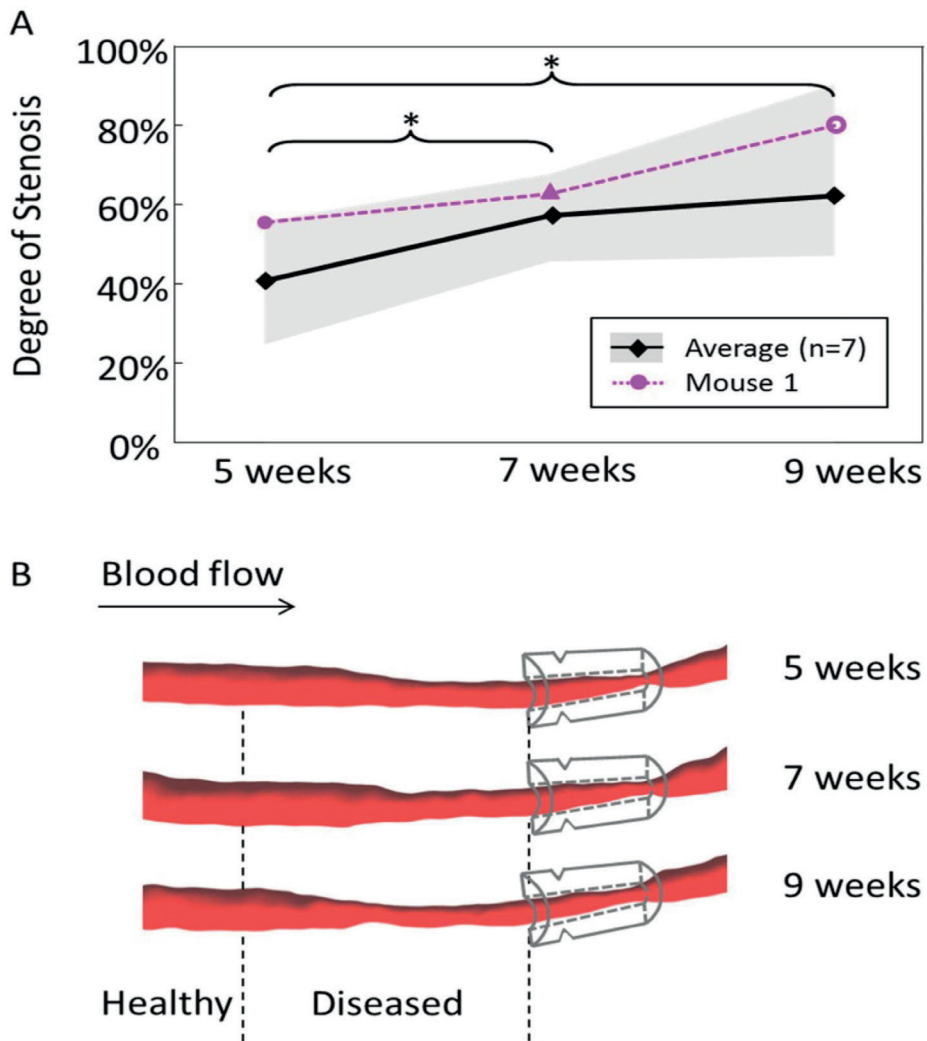 A
100%
80%
60%
40%
20%
0%
Degree of Stenosis
*
*
Average (n=7)
Mouse 1
5 weeks 7 weeks 9 weeks
B
Blood flow
5 weeks
7 weeks
9 weeks
Healthy Diseased